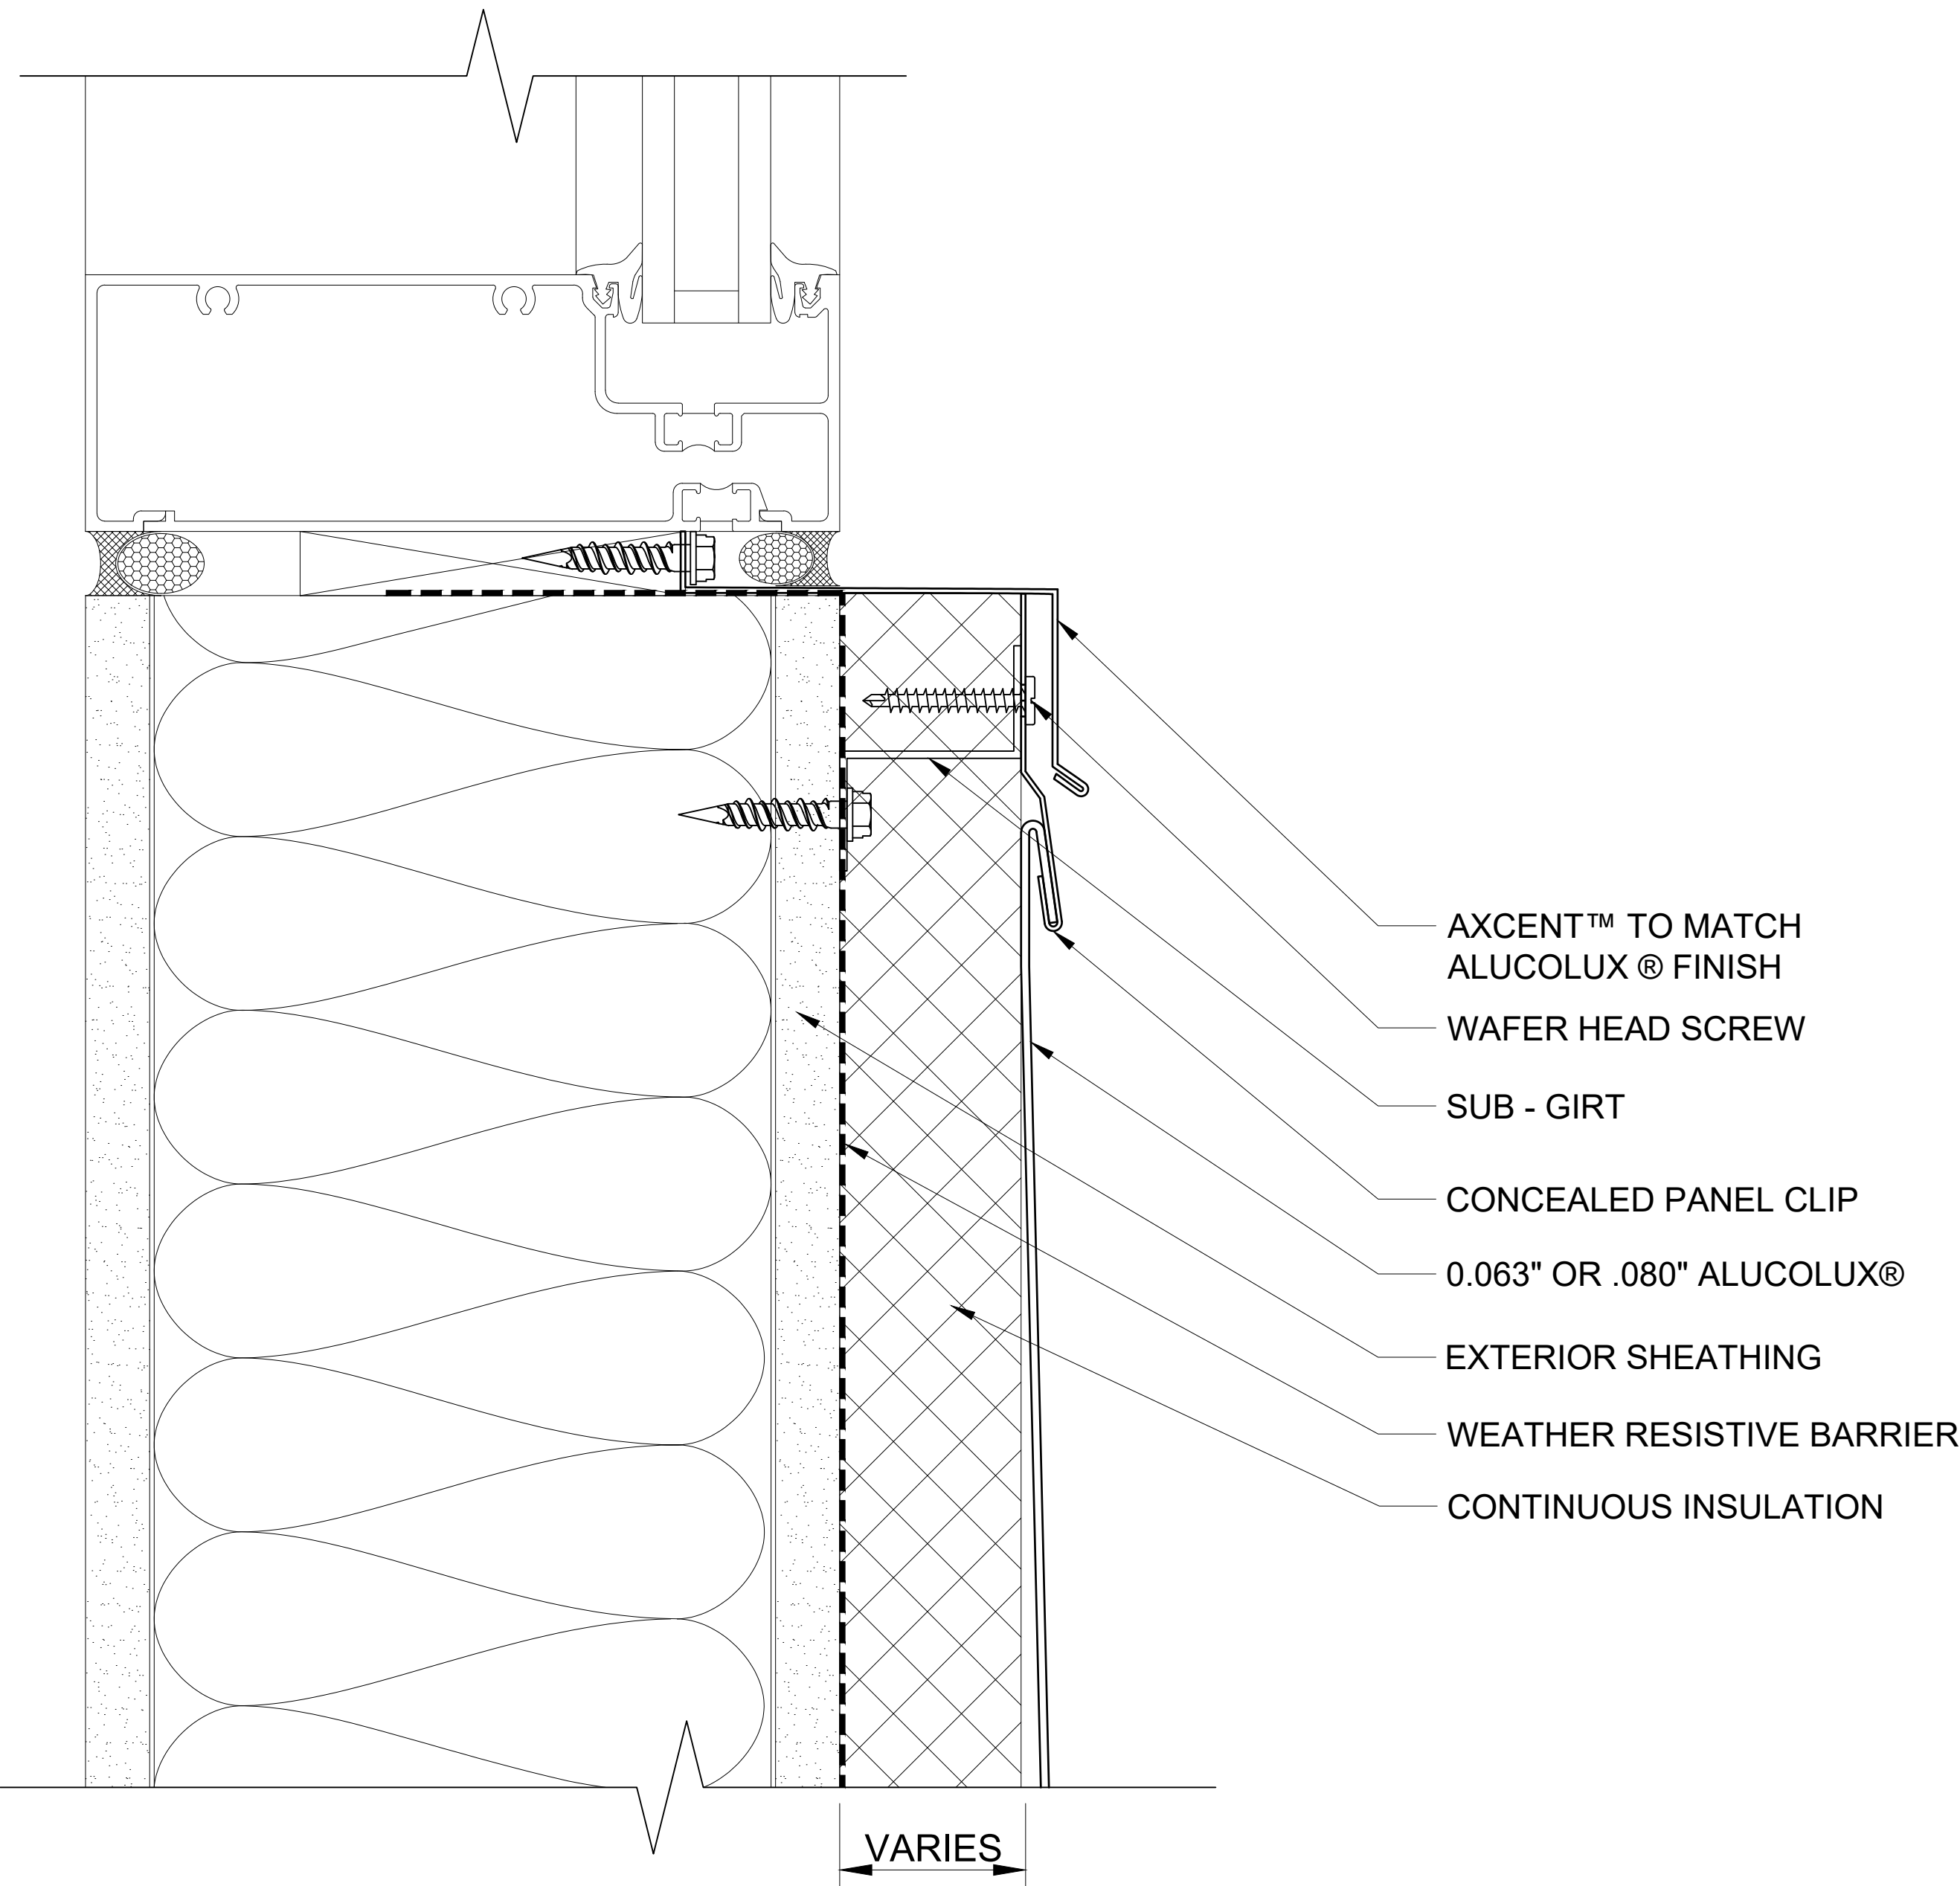 AXCENT™ TO MATCH
ALUCOLUX ® FINISH
WAFER HEAD SCREW
SUB - GIRT
CONCEALED PANEL CLIP
0.063" OR .080" ALUCOLUX®
EXTERIOR SHEATHING
WEATHER RESISTIVE BARRIER
CONTINUOUS INSULATION
VARIES